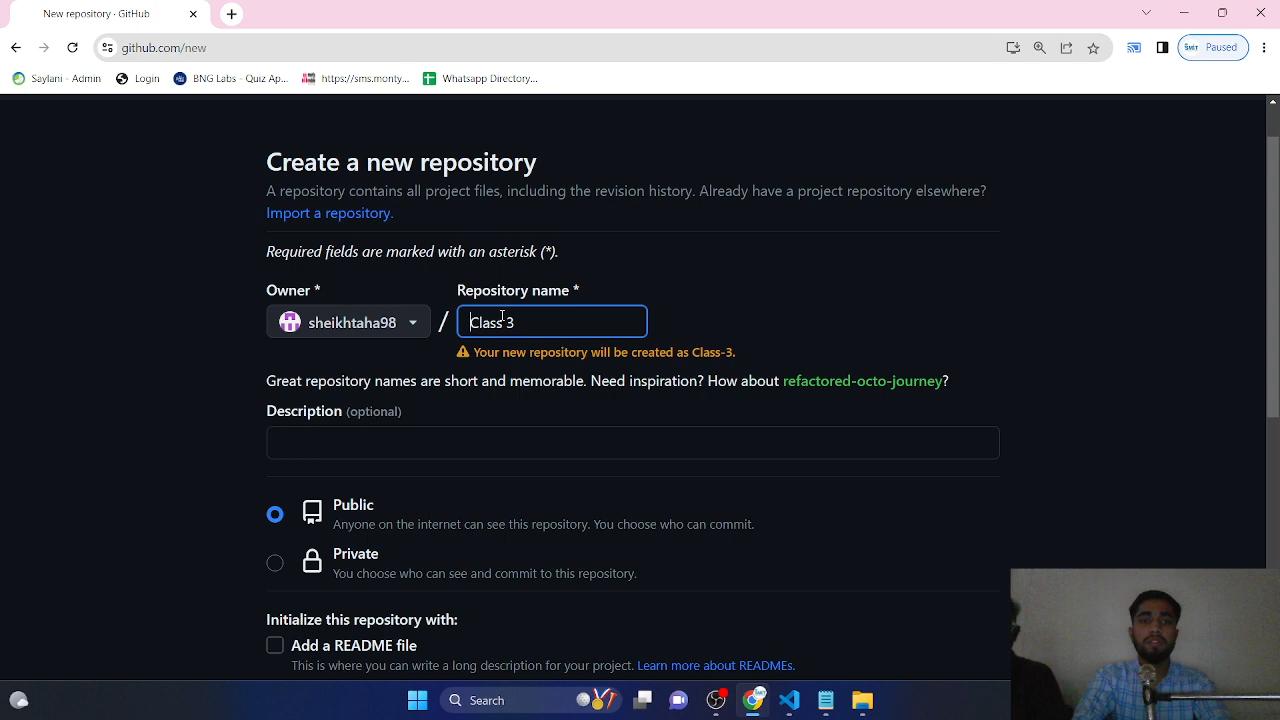 New repository · GitHub
github.com/new
Paused
Saylani - Admin
Login
BNG Labs - Quiz Ap...
https://sms.monty...
Whatsapp Directory...
Create a new repository
A repository contains all project files, including the revision history. Already have a project repository elsewhere?
Import a repository.
Required fields are marked with an asterisk (*).
Owner *
Repository name *
sheikhtaha98
/
Class 3
Your new repository will be created as Class-3.
Great repository names are short and memorable. Need inspiration? How about refactored-octo-journey?
Description (optional)
Public
Anyone on the internet can see this repository. You choose who can commit.
Private
You choose who can see and commit to this repository.
Initialize this repository with:
Add a README file
This is where you can write a long description for your project. Learn more about READMEs.
Search